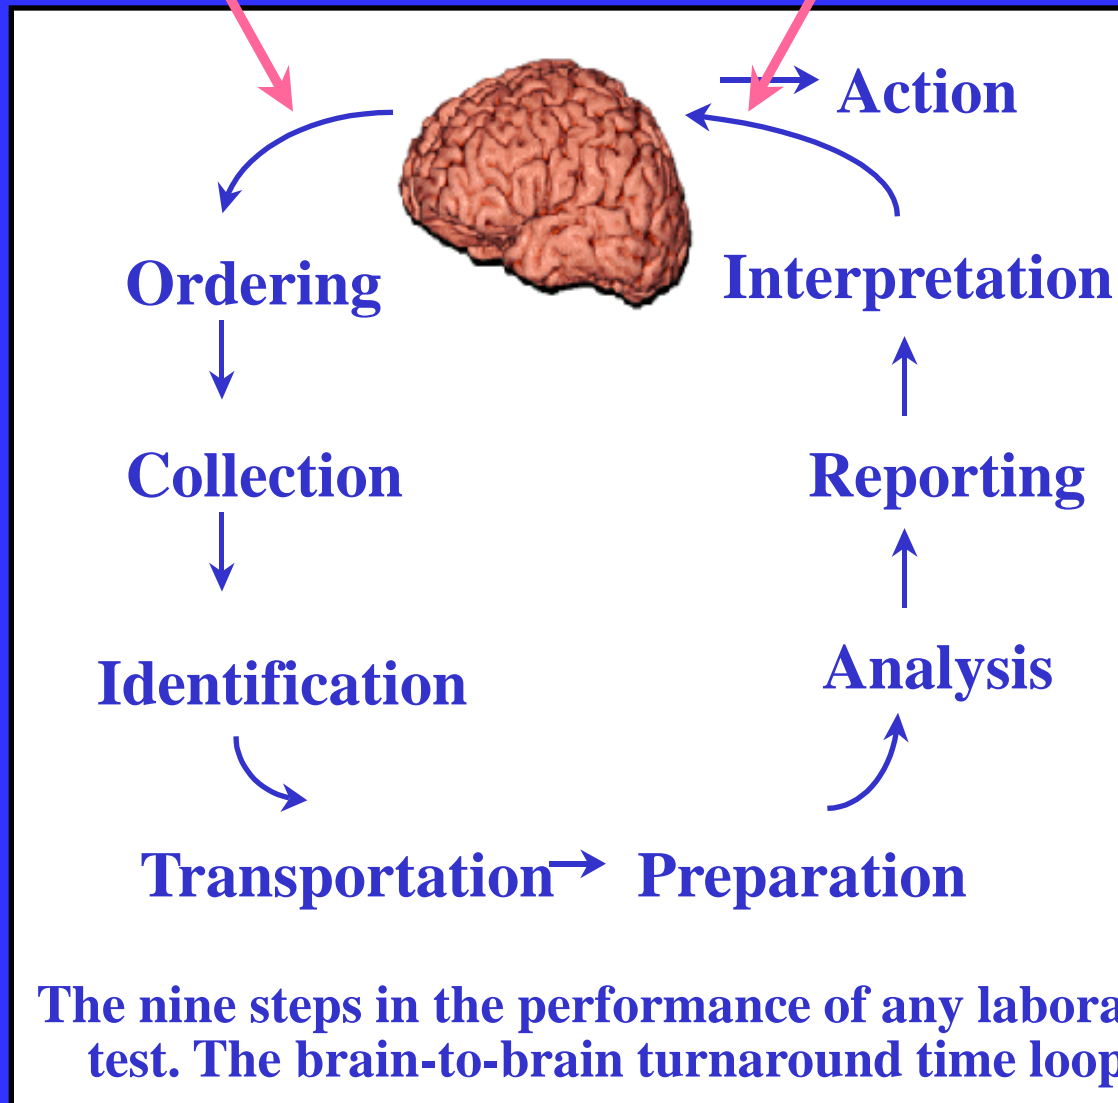 Action
Ordering
Interpretation
Collection
Reporting
Identification
Analysis
Transportation
Preparation
The nine steps in the performance of any labora
test. The brain-to-brain turnaround time loop